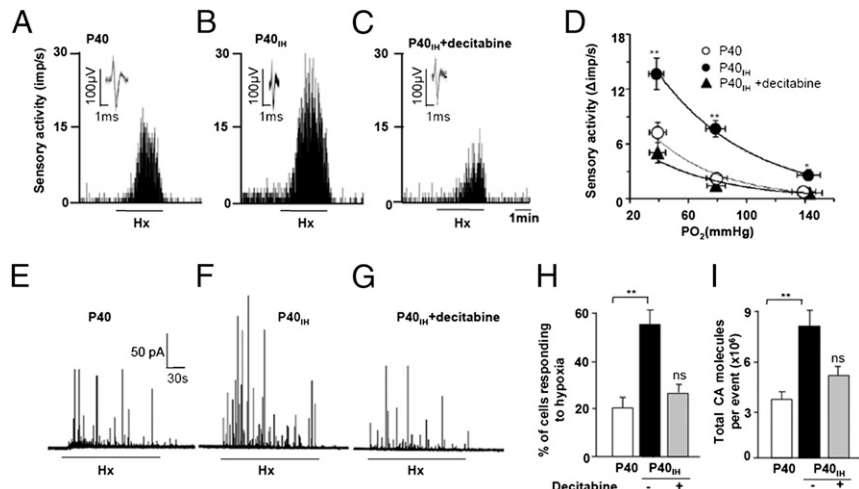 A
P40
Sensory activity (imp/s)
30
15
0
100µV
1ms
Hx
B
P40IH
30
15
0
100µV
1ms
Hx
C
P40IH+decitabine
30
15
0
100µV
1ms
Hx
1min
D
Sensory activity (Δimp/s)
18
12
6
0
20
60
100
140
PO2(mmHg)
P40
P40IH
P40IH +decitabine
**
**
*
E
P40
50 pA
30s
Hx
F
P40IH
Hx
G
P40IH+decitabine
Hx
H
% of cells responding
to hypoxia
60
40
20
0
**
ns
P40
P40IH
Decitabine
-
+
I
Total CA molecules
per event (x10⁶)
9
6
3
0
**
ns
P40
P40IH
-
+